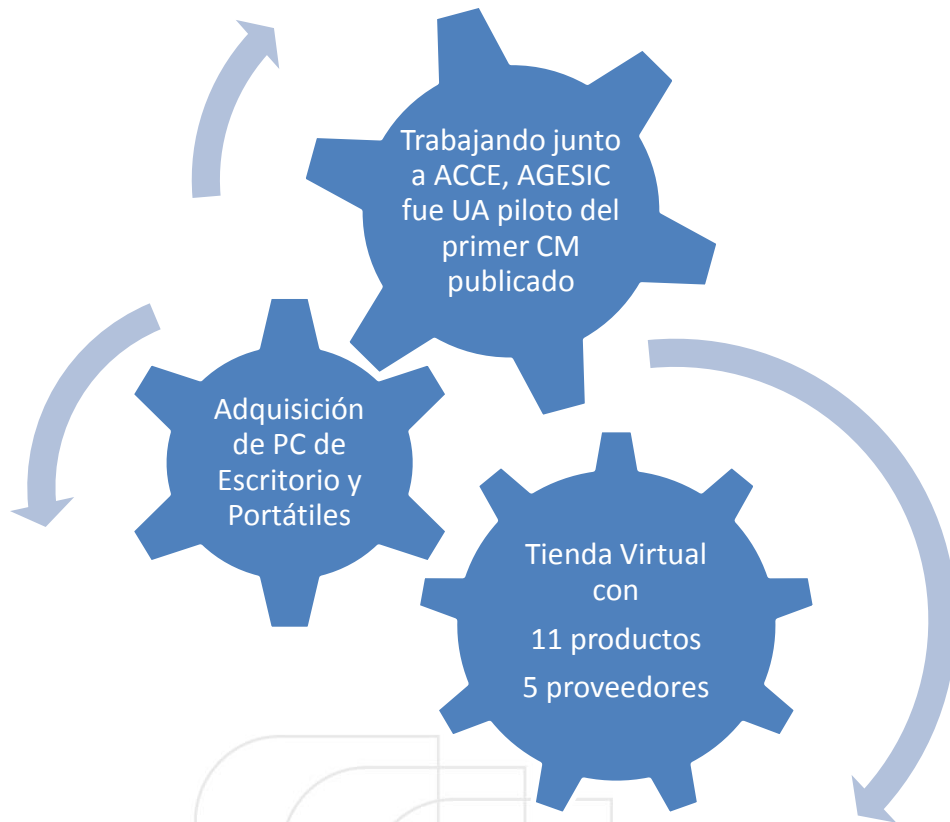 Trabajando junto
a ACCE, AGESIC
fue UA piloto del
primer CM
publicado
Adquisición
de PC de
Escritorio y
Portátiles
Tienda Virtual
con
11 productos
5 proveedores